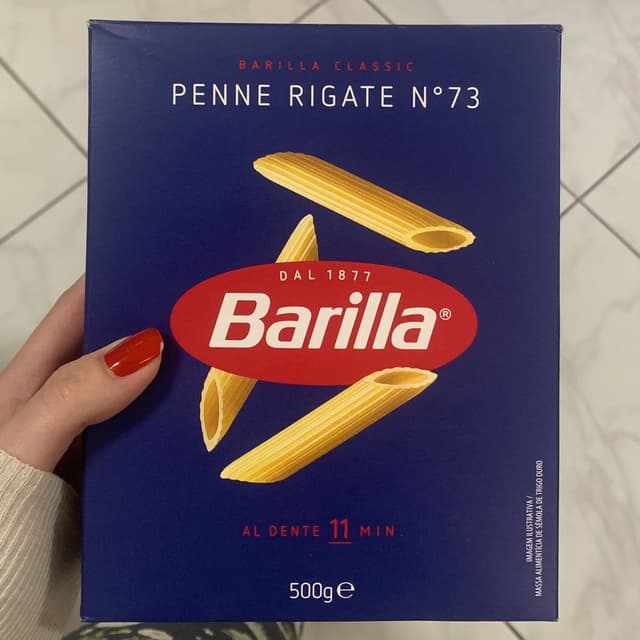 BARILLA CLASSIC
PENNE RIGATE N°73
DAL 1877
Barilla®
AL DENTE 11 MIN.
500g ℮
IMAGEM ILUSTRATIVA /
MASSA ALIMENTÍCIA DE SÊMOLA DE TRIGO DURO